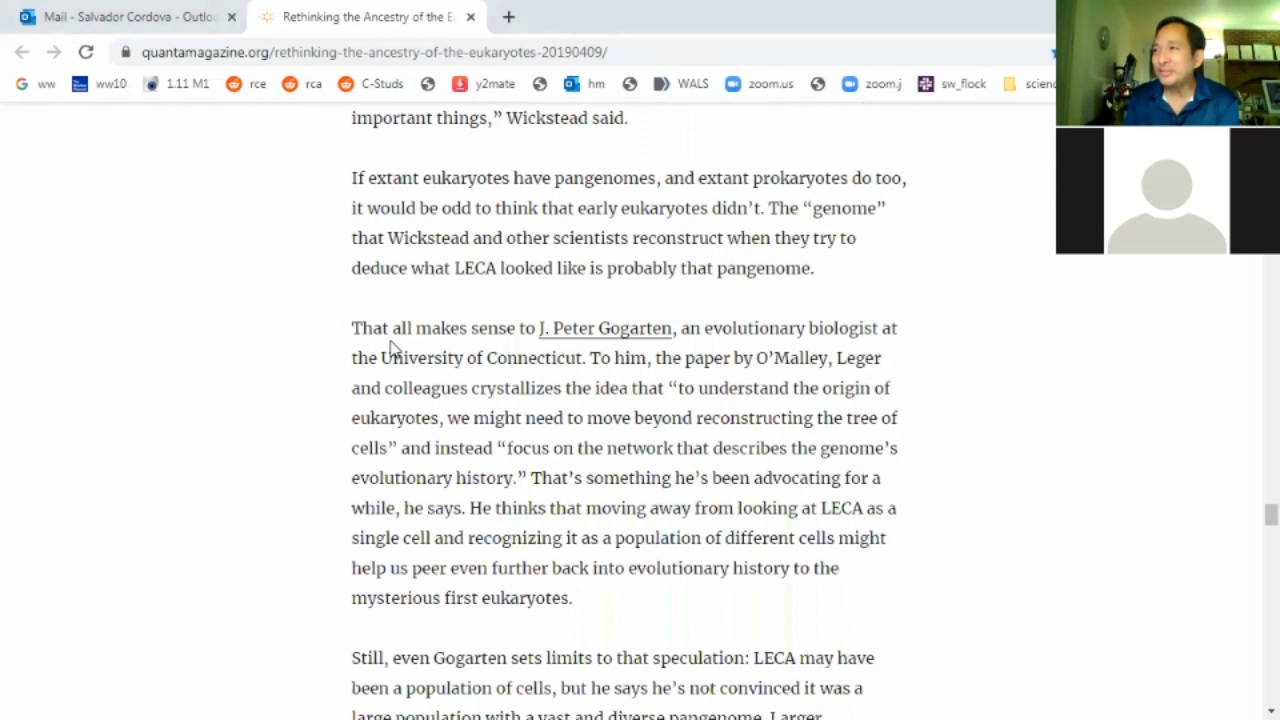 Mail - Salvador Cordova - Outlo
Rethinking the Ancestry of the E
quantamagazine.org/rethinking-the-ancestry-of-the-eukaryotes-20190409/
ww ww10 1.11 M1 rce rca C-Studs y2mate hm WALS zoom.us zoom.j sw_flock scienc
important things,” Wickstead said.
If extant eukaryotes have pangenomes, and extant prokaryotes do too,
it would be odd to think that early eukaryotes didn’t. The “genome”
that Wickstead and other scientists reconstruct when they try to
deduce what LECA looked like is probably that pangenome.
That all makes sense to J. Peter Gogarten, an evolutionary biologist at
the University of Connecticut. To him, the paper by O’Malley, Leger
and colleagues crystallizes the idea that “to understand the origin of
eukaryotes, we might need to move beyond reconstructing the tree of
cells” and instead “focus on the network that describes the genome’s
evolutionary history.” That’s something he’s been advocating for a
while, he says. He thinks that moving away from looking at LECA as a
single cell and recognizing it as a population of different cells might
help us peer even further back into evolutionary history to the
mysterious first eukaryotes.
Still, even Gogarten sets limits to that speculation: LECA may have
been a population of cells, but he says he’s not convinced it was a
large population with a vast and diverse pangenome. Larger